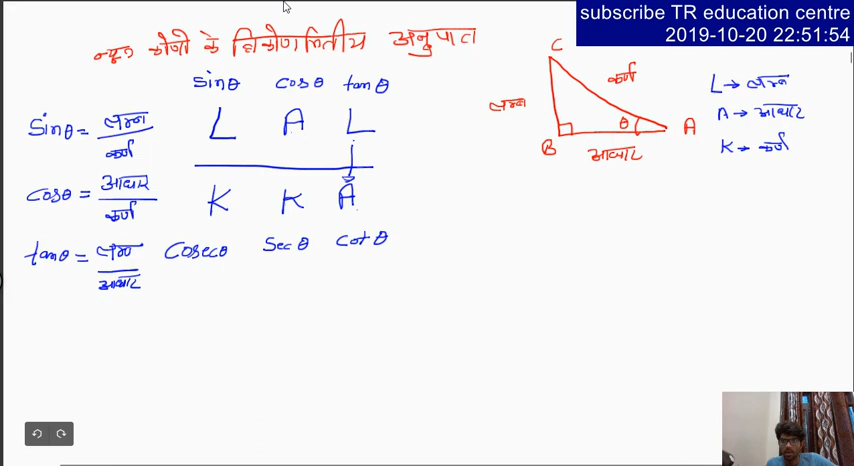 subscribe TR education centre
2019-10-20 22:51:54
न्यून कोणो के त्रिकोणमितीय अनुपात
sinθ cosθ tanθ
L A L
K K A
cosecθ secθ cotθ
sinθ = लम्ब / कर्ण
cosθ = आधार / कर्ण
tanθ = लम्ब / आधार
C
लम्ब कर्ण
θ
B A
आधार
L → लम्ब
A → आधार
K → कर्ण